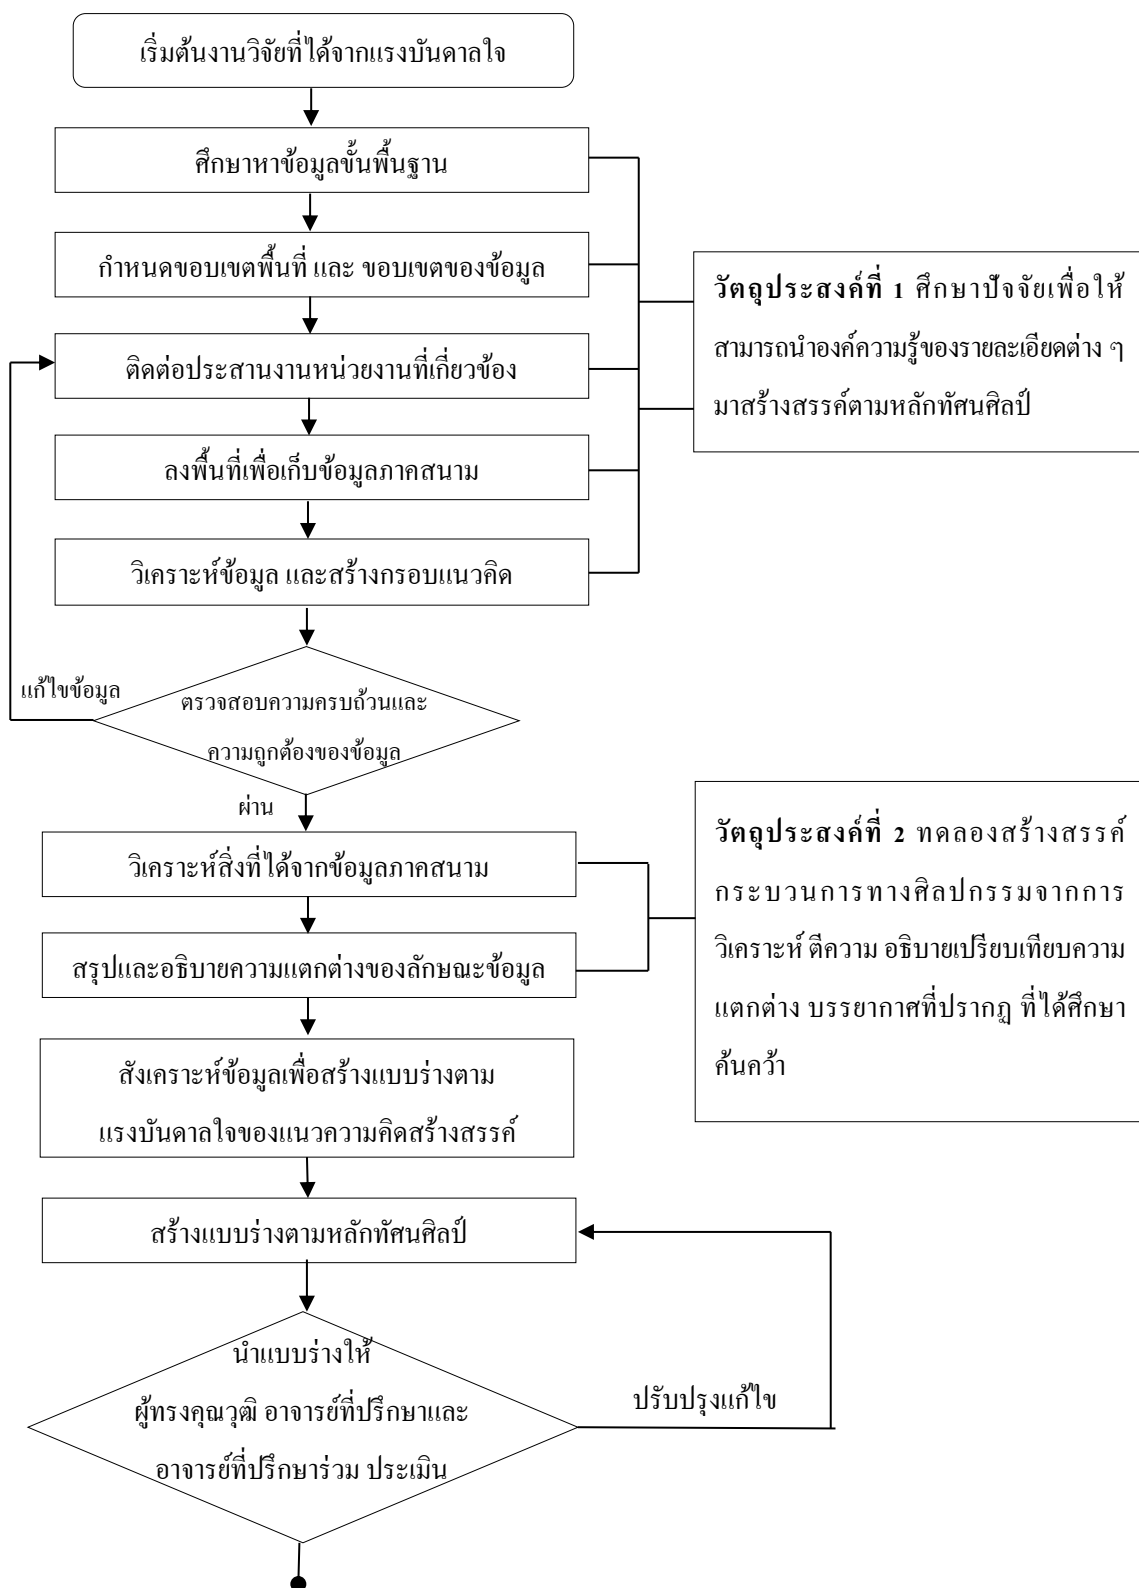 เริ่มต้นงานวิจัยที่ได้จากแรงบันดาลใจ
ศึกษาหาข้อมูลขั้นพื้นฐาน
กำหนดขอบเขตพื้นที่ และ ขอบเขตของข้อมูล
ติดต่อประสานงานหน่วยงานที่เกี่ยวข้อง
ลงพื้นที่เพื่อเก็บข้อมูลภาคสนาม
วิเคราะห์ข้อมูล และสร้างกรอบแนวคิด
วัตถุประสงค์ที่ 1 ศึกษาปัจจัยเพื่อให้
สามารถนำองค์ความรู้ของรายละเอียดต่าง ๆ
มาสร้างสรรค์ตามหลักทัศนศิลป์
แก้ไขข้อมูล
ตรวจสอบความครบถ้วนและ
ความถูกต้องของข้อมูล
ผ่าน
วิเคราะห์สิ่งที่ได้จากข้อมูลภาคสนาม
สรุปและอธิบายความแตกต่างของลักษณะข้อมูล
วัตถุประสงค์ที่ 2 ทดลองสร้างสรรค์
กระบวนการทางศิลปกรรมจากการ
วิเคราะห์ ตีความ อธิบายเปรียบเทียบความ
แตกต่าง บรรยากาศที่ปรากฏ ที่ได้ศึกษา
ค้นคว้า
สังเคราะห์ข้อมูลเพื่อสร้างแบบร่างตาม
แรงบันดาลใจของแนวความคิดสร้างสรรค์
สร้างแบบร่างตามหลักทัศนศิลป์
นำแบบร่างให้
ผู้ทรงคุณวุฒิ อาจารย์ที่ปรึกษาและ
อาจารย์ที่ปรึกษาร่วม ประเมิน
ปรับปรุงแก้ไข